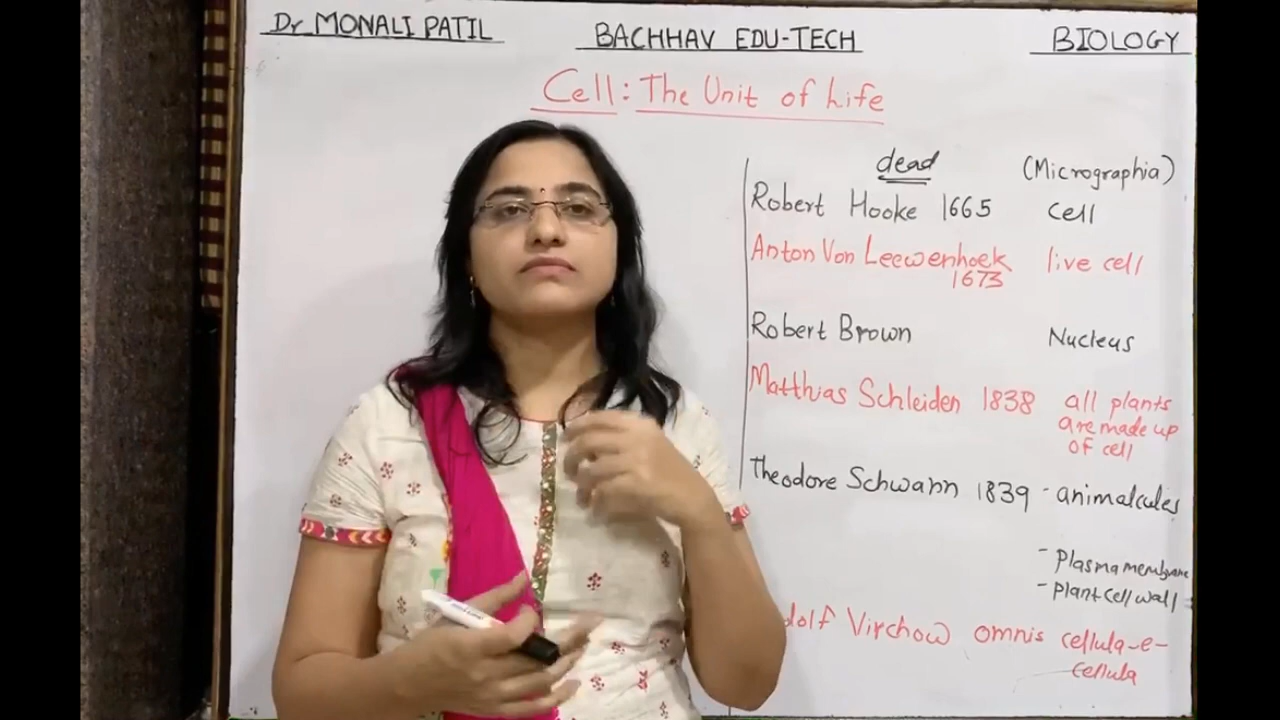 Dr MONALI PATIL BACHHAV EDU-TECH BIOLOGY
Cell: The Unit of Life
dead (Micrographia)
Robert Hooke 1665 cell
Anton Von Leewenhoek live cell
1673
Robert Brown Nucleus
Matthias Schleiden 1838 all plants
are made up
of cell
Theodore Schwann 1839 - animalcules
- Plasma membrane
- Plant cell wall
dolf Virchow omnis cellula-e-
cellula